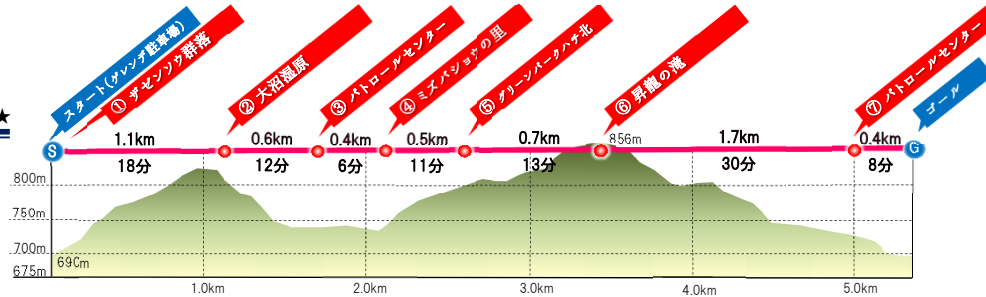 スタート(ゲレンデ駐車場)
① ザゼンソウ群落
② 大沼湿原
③ パトロールセンター
④ ミズバショウの里
⑤ グリーンパークハチ北
⑥ 昇龍の滝
⑦ パトロールセンター
ゴール
★
1.1km 0.6km 0.4km 0.5km 0.7km 856m 1.7km 0.4km
S G
18分 12分 6分 11分 13分 30分 8分
800m
750m
700m
690m
675m
1.0km 2.0km 3.0km 4.0km 5.0km